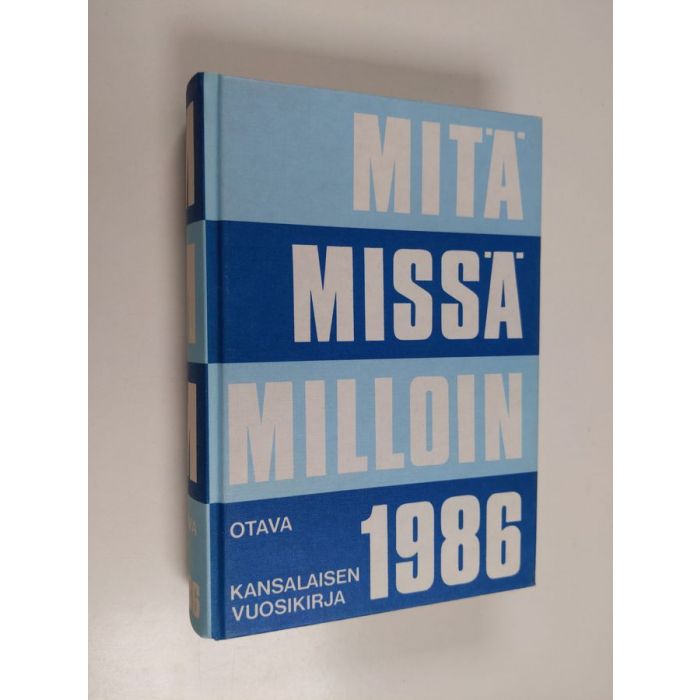 MITÄ
MISSÄ
MILLOIN
1986
OTAVA
KANSALAISEN
VUOSIKIRJA